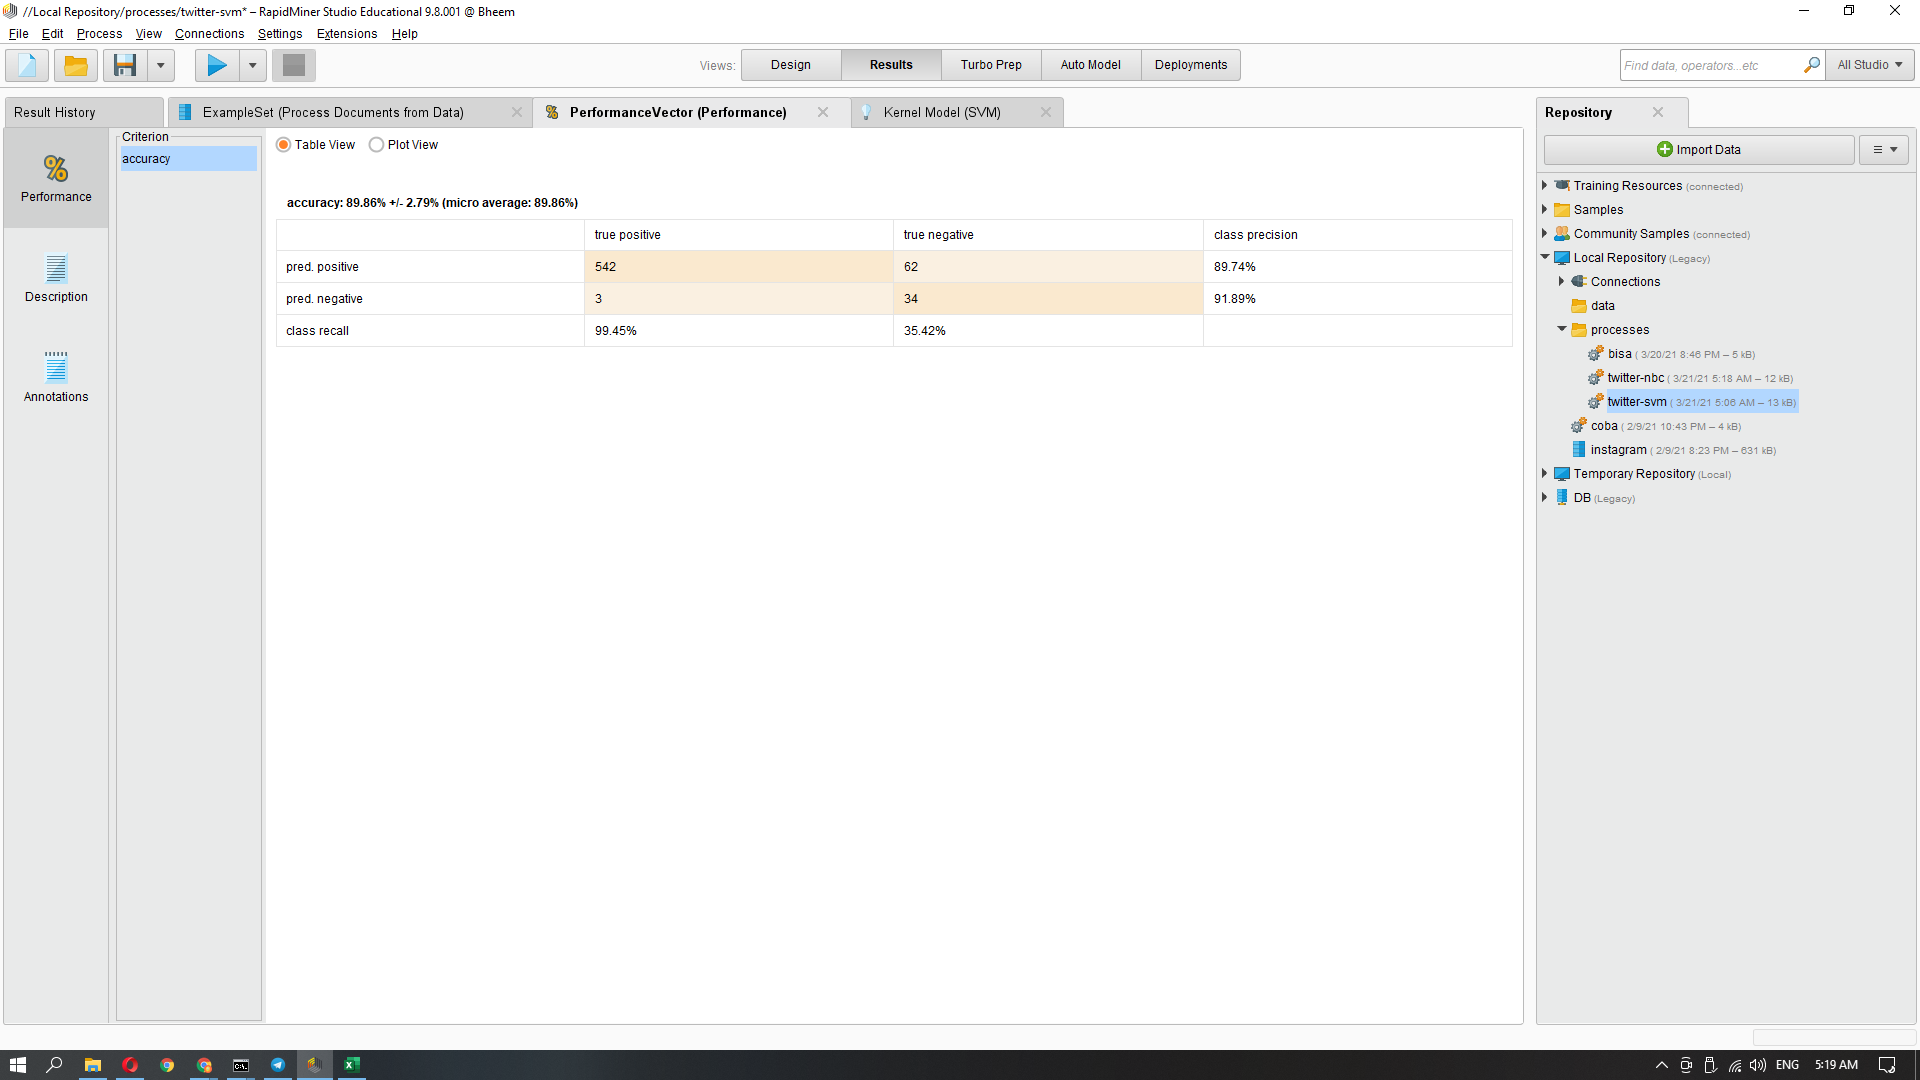 //Local Repository/processes/twitter-svm* – RapidMiner Studio Educational 9.8.001 @ Bheem
File Edit Process View Connections Settings Extensions Help
Views: Design Results Turbo Prep Auto Model Deployments
Find data, operators...etc All Studio
Result History ExampleSet (Process Documents from Data) PerformanceVector (Performance) Kernel Model (SVM)
Performance
Description
Annotations
Criterion
accuracy
Table View Plot View
accuracy: 89.86% +/- 2.79% (micro average: 89.86%)
true positive true negative class precision
pred. positive 542 62 89.74%
pred. negative 3 34 91.89%
class recall 99.45% 35.42%
Repository
Import Data
Training Resources (connected)
Samples
Community Samples (connected)
Local Repository (Legacy)
Connections
data
processes
bisa ( 3/20/21 8:46 PM – 5 kB)
twitter-nbc ( 3/21/21 5:18 AM – 12 kB)
twitter-svm ( 3/21/21 5:06 AM – 13 kB)
coba ( 2/9/21 10:43 PM – 4 kB)
instagram ( 2/9/21 8:23 PM – 631 kB)
Temporary Repository (Local)
DB (Legacy)
ENG 5:19 AM